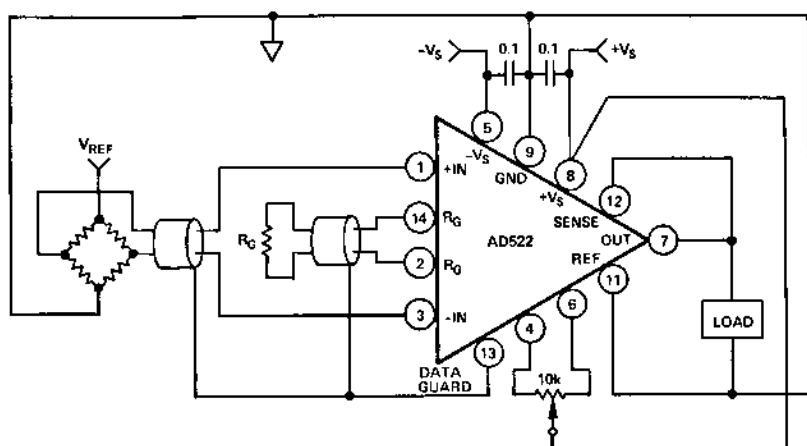 −V_S
0.1
0.1
+V_S
V_REF
5
9
8
−V_S
GND
+V_S
1
+IN
12
SENSE
14
R_G
R_G
AD522
OUT
7
2
R_G
REF
11
3
-IN
6
4
LOAD
13
DATA
GUARD
10k